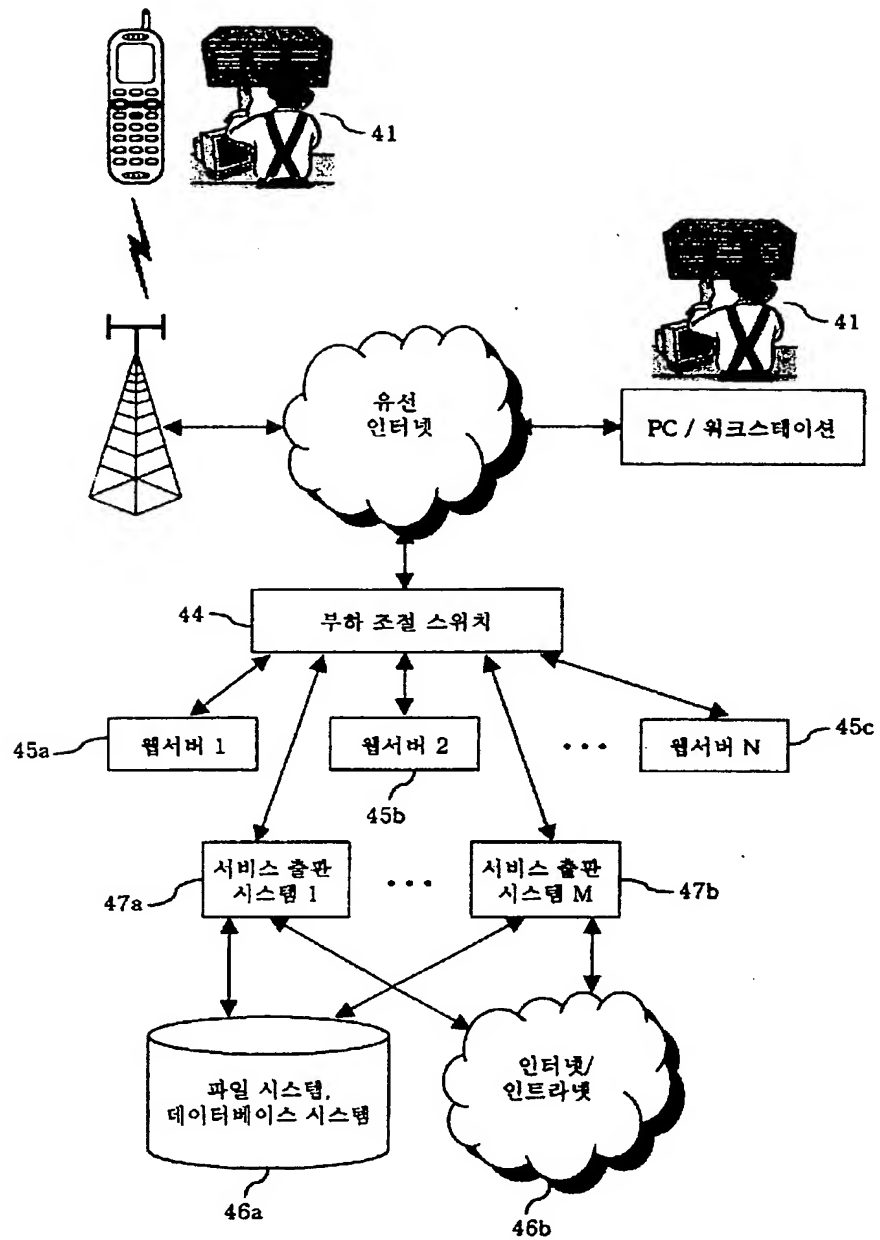 41
41
유선
인터넷
PC / 워크스테이션
44
부하 조절 스위치
45a
웹서버 1
웹서버 2
• • •
웹서버 N
45c
45b
47a
서비스 출판
시스템 1
• • •
서비스 출판
시스템 M
47b
파일 시스템,
데이터베이스 시스템
인터넷/
인트라넷
46a
46b